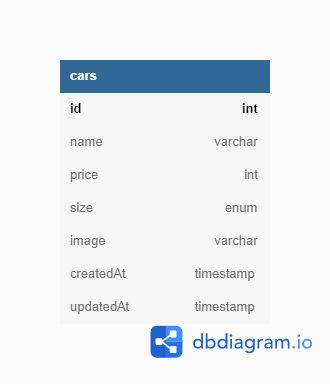 cars
id int
name varchar
price int
size enum
image varchar
createdAt timestamp
updatedAt timestamp
dbdiagram.io